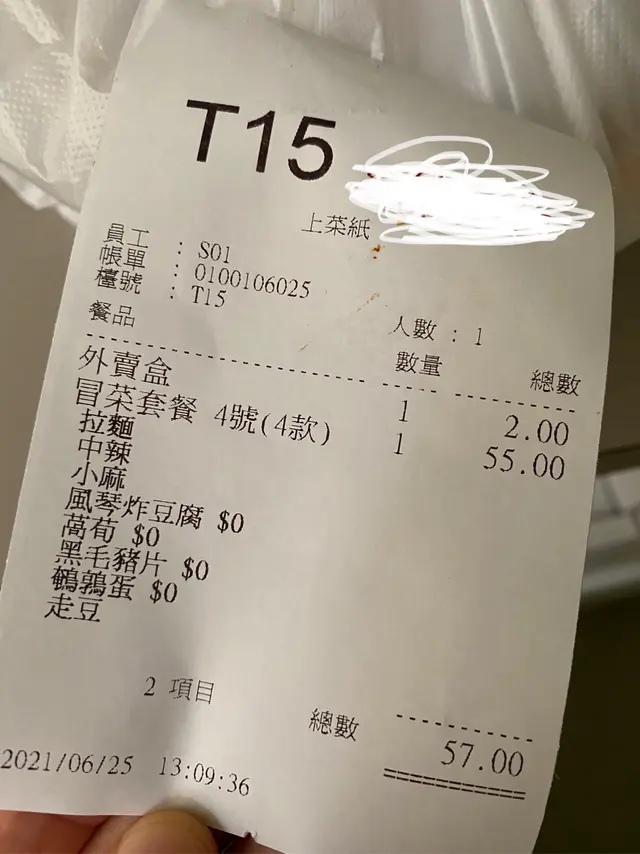 T15
上菜紙
員工 : S01
帳單 : 0100106025
檯號 : T15 人數 : 1
餐品 數量 總數
外賣盒 1 2.00
冒菜套餐 4號(4款) 1 55.00
拉麵
中辣
小麻
風琴炸豆腐 $0
萵荀 $0
黑毛豬片 $0
鵪鶉蛋 $0
走豆
2 項目
總數 57.00
2021/06/25 13:09:36